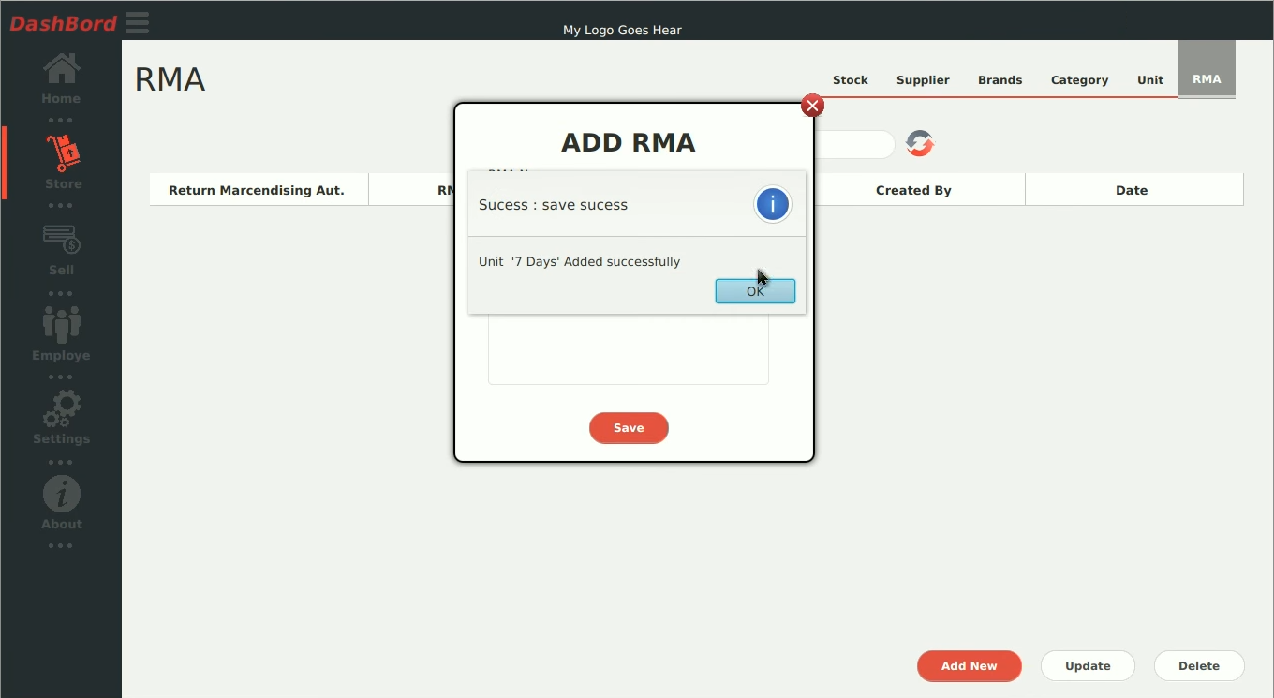 DashBord
My Logo Goes Hear
Home
Store
Sell
Employe
Settings
About
RMA
Stock
Supplier
Brands
Category
Unit
RMA
Return Marcendising Aut.
Created By
Date
ADD RMA
Sucess : save sucess
Unit '7 Days' Added successfully
OK
Save
Add New
Update
Delete